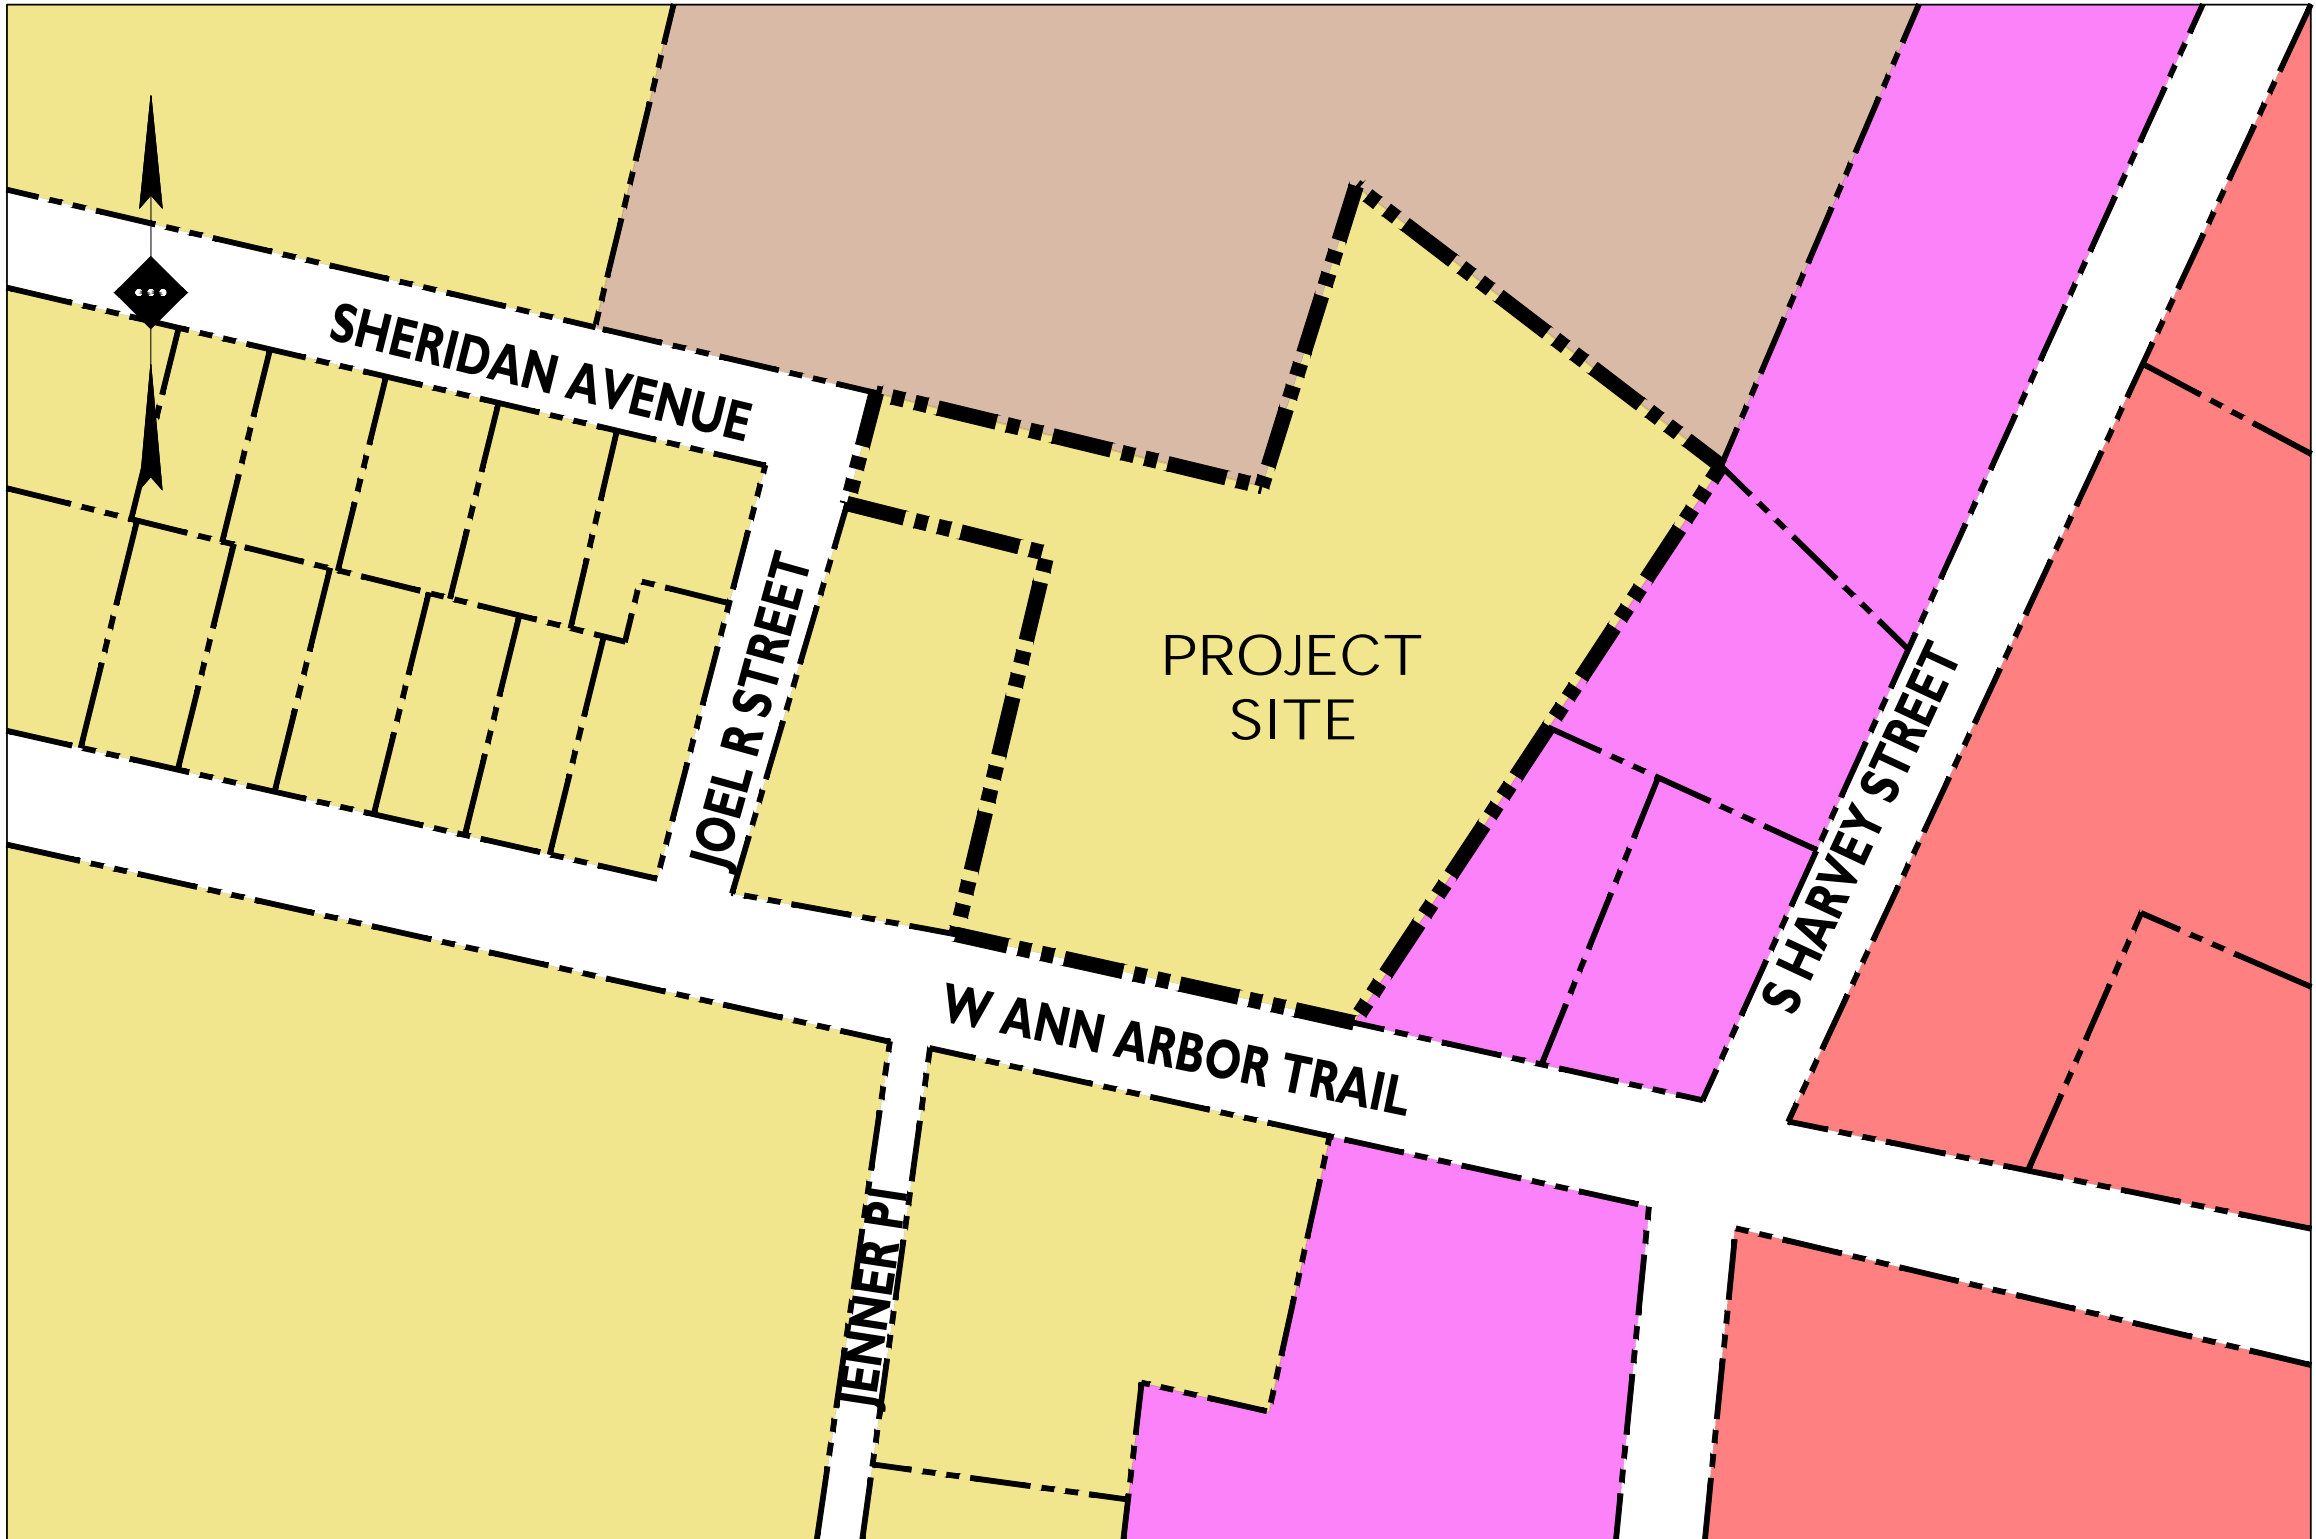 SHERIDAN AVENUE
JOEL R STREET
PROJECT
SITE
S HARVEY STREET
W ANN ARBOR TRAIL
JENNER Pl